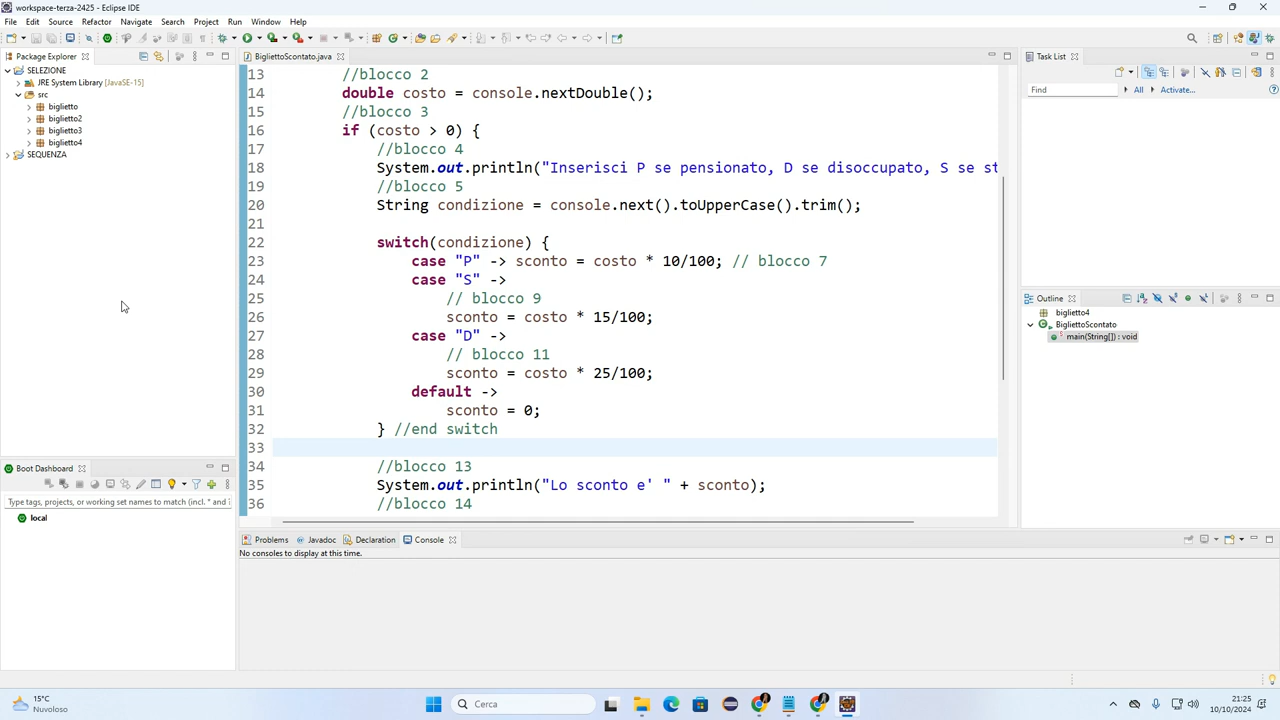 workspace-terza-2425 - Eclipse IDE
File Edit Source Refactor Navigate Search Project Run Window Help
Package Explorer
SELEZIONE
JRE System Library [JavaSE-15]
src
biglietto
biglietto2
biglietto3
biglietto4
SEQUENZA
BigliettoScontato.java
13 //blocco 2
14 double costo = console.nextDouble();
15 //blocco 3
16 if (costo > 0) {
17 //blocco 4
18 System.out.println("Inserisci P se pensionato, D se disoccupato, S se st
19 //blocco 5
20 String condizione = console.next().toUpperCase().trim();
21
22 switch(condizione) {
23 case "P" -> sconto = costo * 10/100; // blocco 7
24 case "S" ->
25 // blocco 9
26 sconto = costo * 15/100;
27 case "D" ->
28 // blocco 11
29 sconto = costo * 25/100;
30 default ->
31 sconto = 0;
32 } //end switch
33
34 //blocco 13
35 System.out.println("Lo sconto e' " + sconto);
36 //blocco 14
Task List
Find All Activate...
Outline
biglietto4
BigliettoScontato
main(String[]) : void
Boot Dashboard
Type tags, projects, or working set names to match (incl. * and ?
local
Problems Javadoc Declaration Console
No consoles to display at this time.
15°C
Nuvoloso
Cerca
21:25
10/10/2024